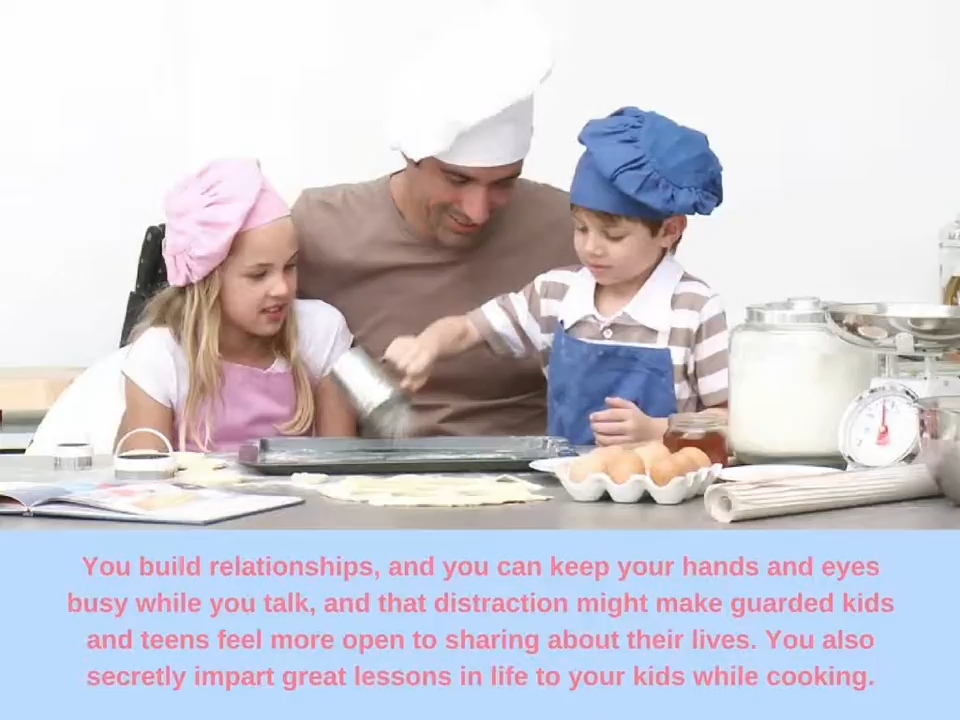 You build relationships, and you can keep your hands and eyes
busy while you talk, and that distraction might make guarded kids
and teens feel more open to sharing about their lives. You also
secretly impart great lessons in life to your kids while cooking.